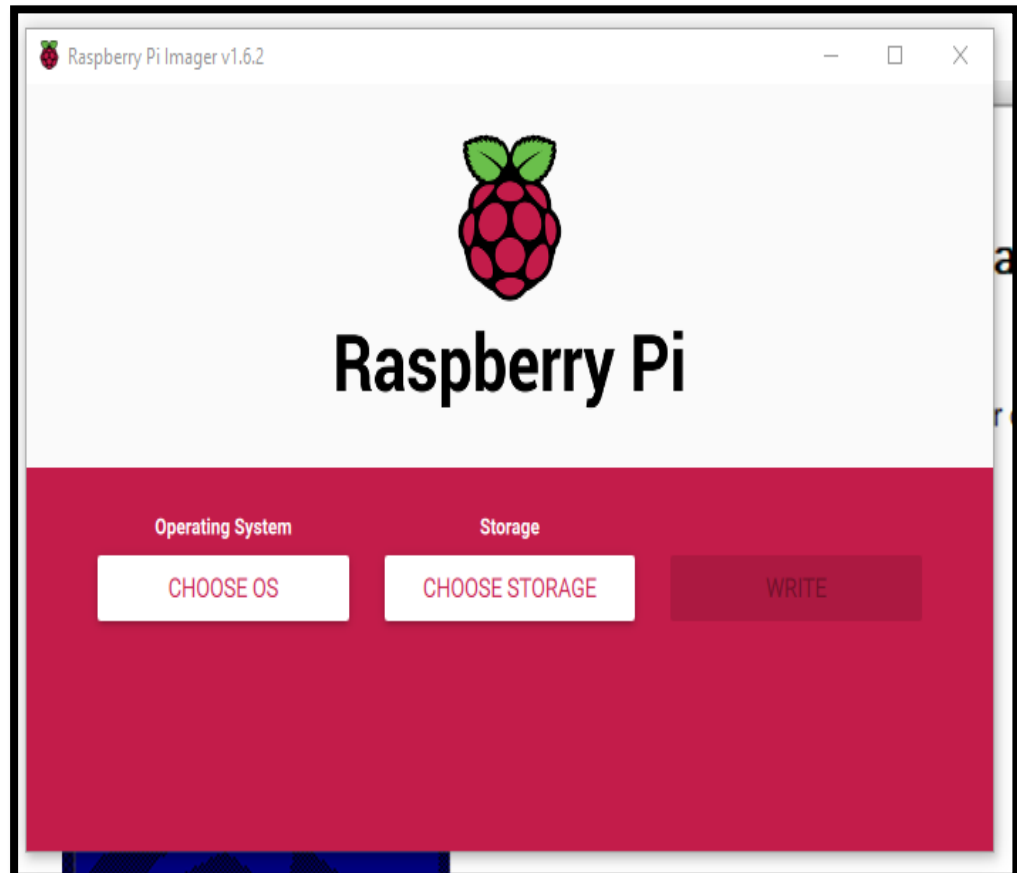 Raspberry Pi Imager v1.6.2
Raspberry Pi
Operating System
Storage
CHOOSE OS
CHOOSE STORAGE
WRITE